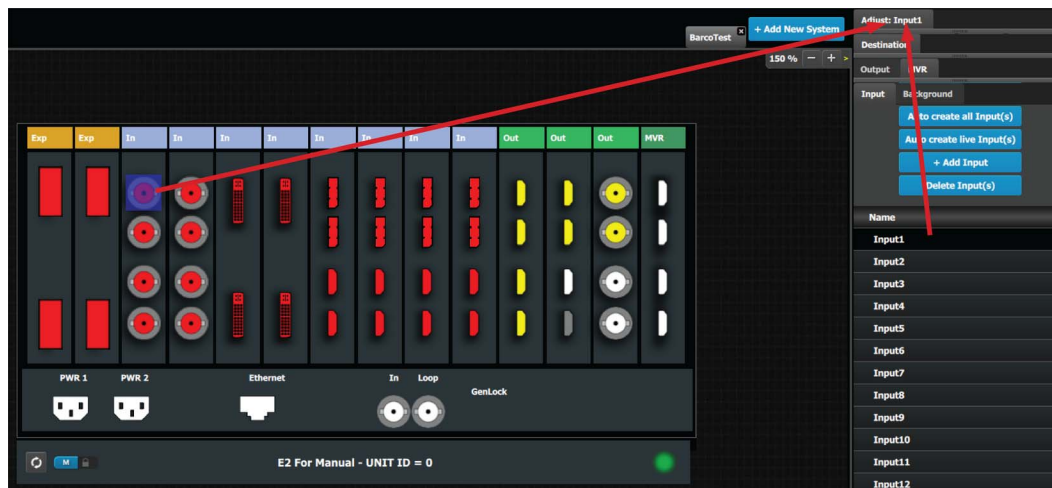 BarcoTest
+ Add New System
150 %
Adjust: Input1
Destination
Output MVR
Input Background
Auto create all Input(s)
Auto create live Input(s)
+ Add Input
Delete Input(s)
Name
Input1
Input2
Input3
Input4
Input5
Input6
Input7
Input8
Input9
Input10
Input11
Input12
Exp Exp In In In In In In In In Out Out Out MVR
PWR 1 PWR 2 Ethernet In Loop GenLock
M
E2 For Manual - UNIT ID = 0